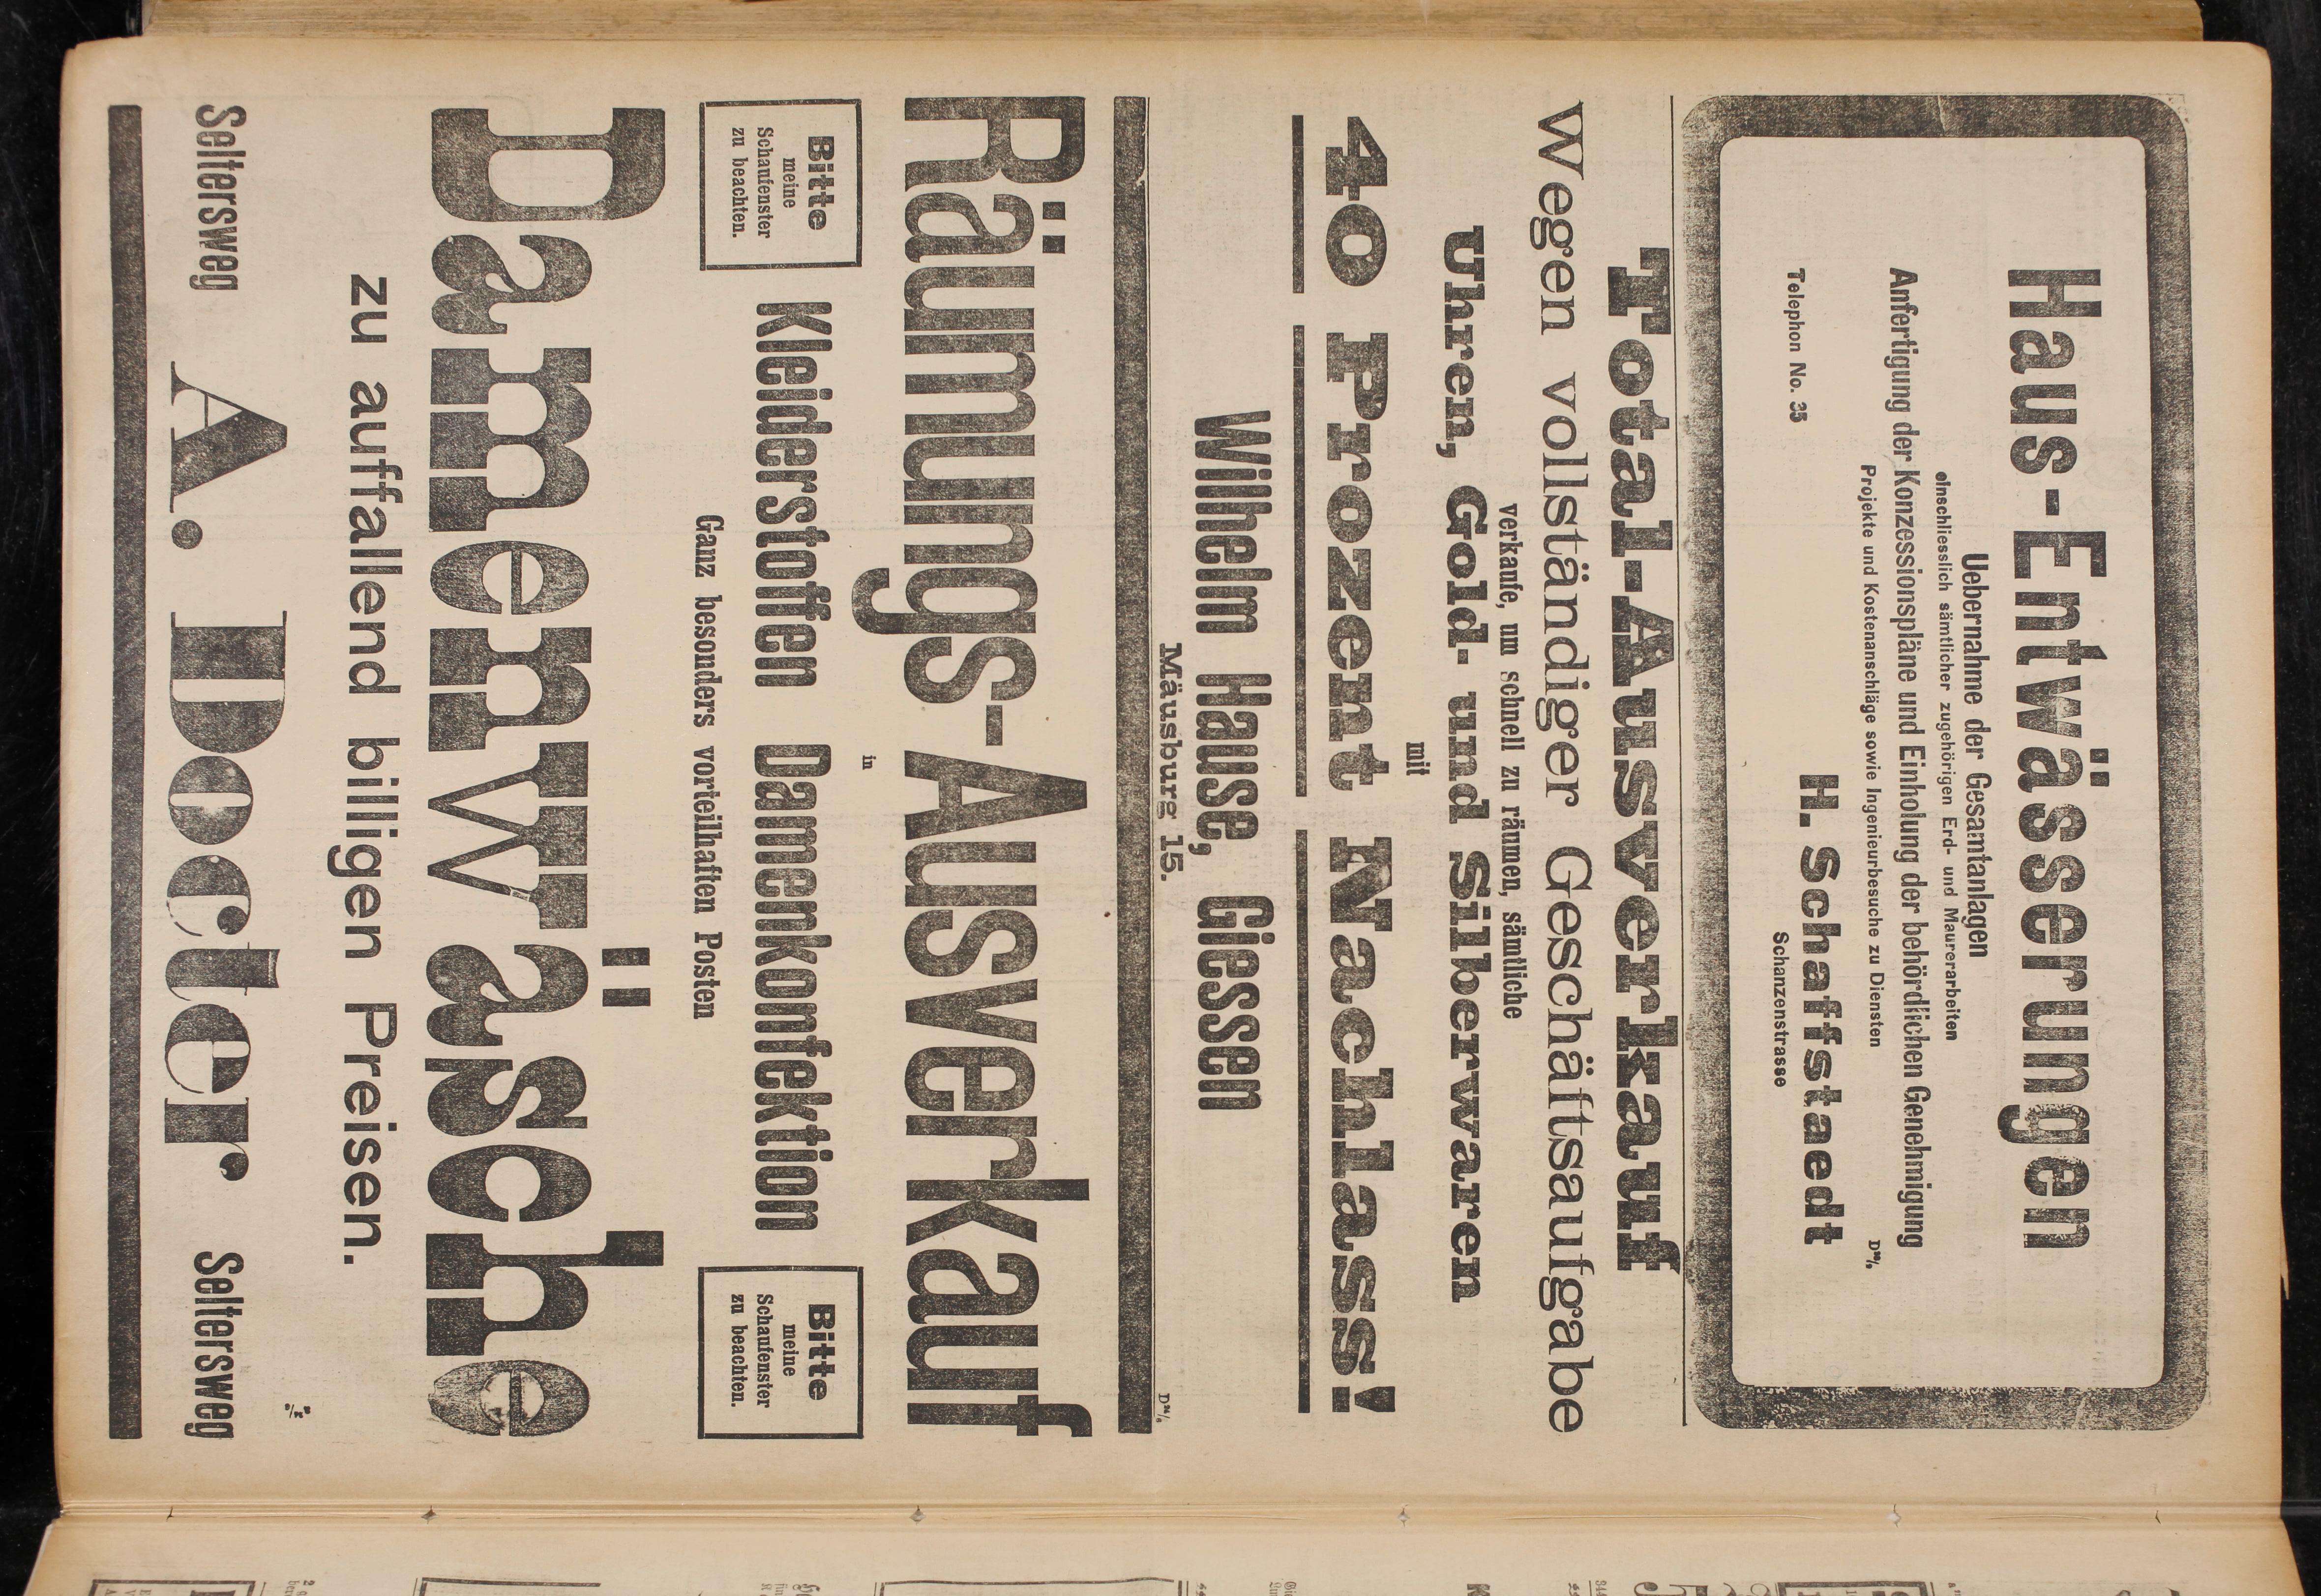 Haus-Entwässerungen
Uebernahme der Gesamtanlagen
einschliesslich sämtlicher zugehörigen Erd- und Maurerarbeiten
Anfertigung der Konzessionspläne und Einholung der behördlichen Genehmigung
Projekte und Kostenanschläge sowie Ingenieurbesuche zu Diensten
H. Schaffstaedt
Telephon No. 35
Schanzenstrasse
Total-Ausverkauf
Wegen vollständiger Geschäftsaufgabe
verkaufe, um schnell zu räumen, sämtliche
Uhren, Gold- und Silberwaren
mit
40 Prozent Nachlass!
Wilhelm Hause, Giessen
Mäusburg 15.
Räumungs-Ausverkauf
in
Bitte
meine
Schaufenster
zu beachten.
Kleiderstoffen Damenkonfektion
Bitte
meine
Schaufenster
zu beachten.
Ganz besonders vorteilhaften Posten
Damenwäsche
zu auffallend billigen Preisen.
Seltersweg A. Docter Seltersweg